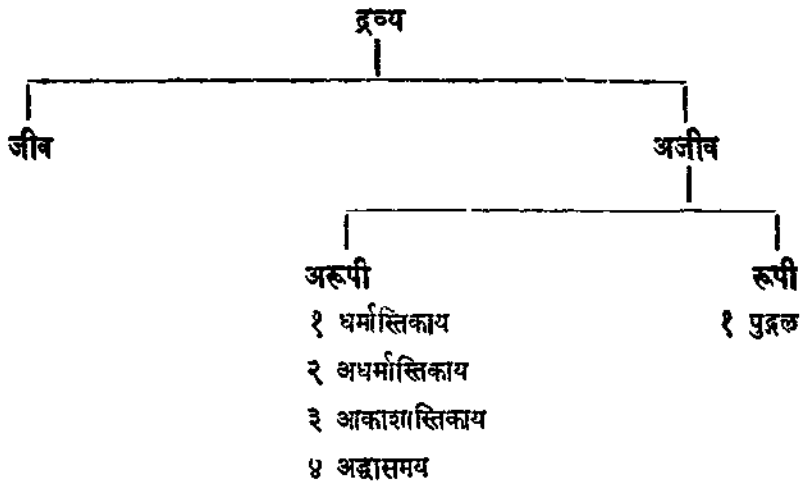 द्रव्य
जीव अजीव
अरूपी रूपी
१ धर्मास्तिकाय १ पुद्गल
२ अधर्मास्तिकाय
३ आकाशास्तिकाय
४ अद्धासमय